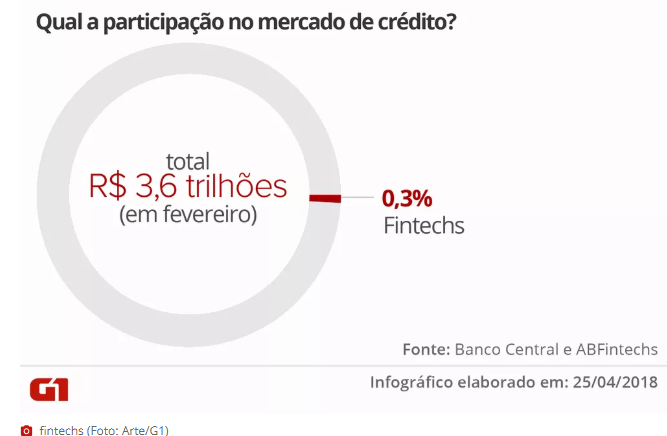 Qual a participação no mercado de crédito?
total
R$ 3,6 trilhões
(em fevereiro)
0,3%
Fintechs
Fonte: Banco Central e ABFintechs
G1
Infográfico elaborado em: 25/04/2018
fintechs (Foto: Arte/G1)